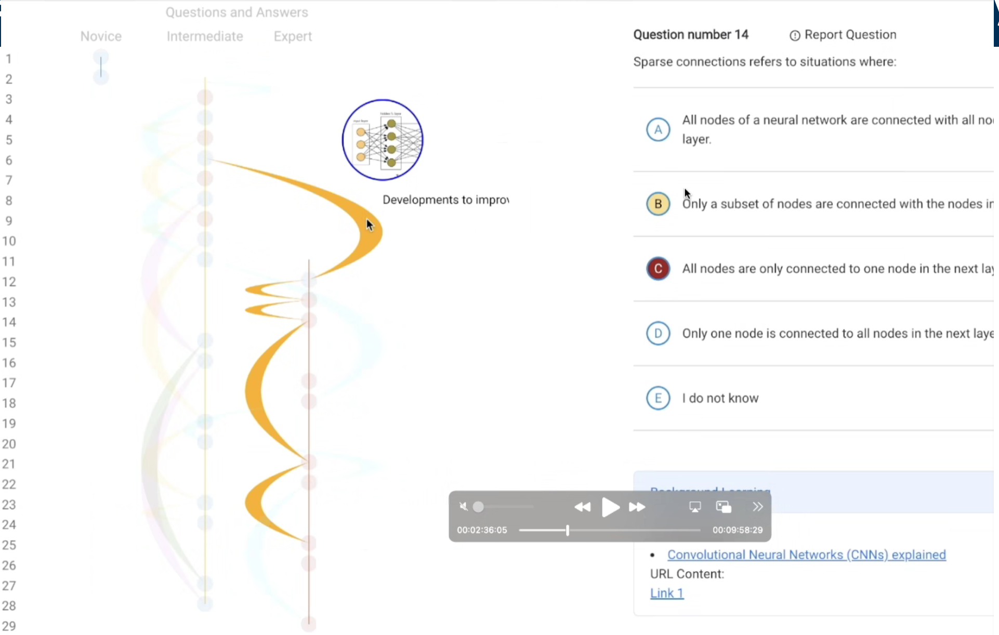 Questions and Answers
Novice Intermediate Expert
1
2
3
4
5
6
7
8
9
10
11
12
13
14
15
16
17
18
19
20
21
22
23
24
25
26
27
28
29
input layer
hidden layer
Developments to improv
Question number 14 Report Question
Sparse connections refers to situations where:
A All nodes of a neural network are connected with all no
layer.
B Only a subset of nodes are connected with the nodes in
C All nodes are only connected to one node in the next lay
D Only one node is connected to all nodes in the next laye
E I do not know
Background Learning
00:02:36:05 00:09:58:29
• Convolutional Neural Networks (CNNs) explained
URL Content:
Link 1